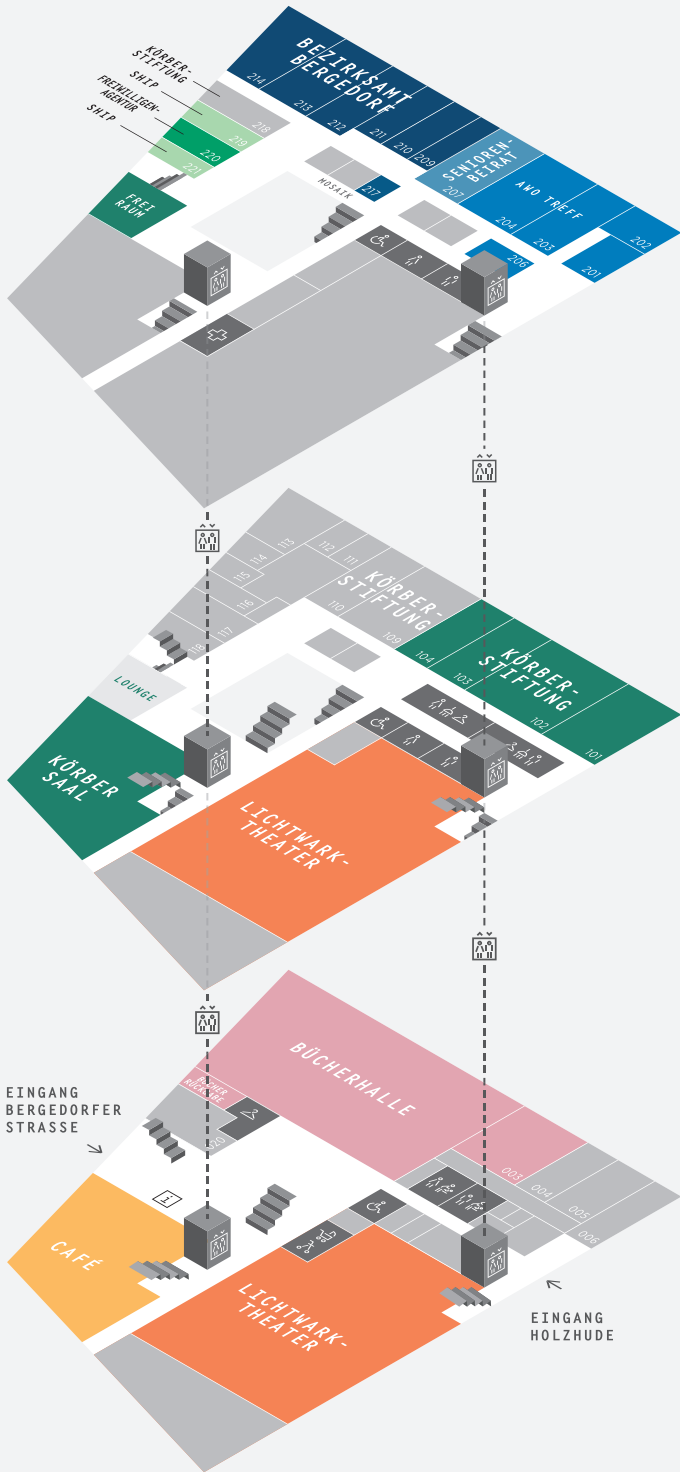 KÖRBER-
STIFTUNG
SHIP
FREIWILLIGEN-
AGENTUR
SHIP
BEZIRKSAMT
BERGEDORF
214
213
212
211
210
209
218
219
220
221
FREI
RAUM
MOSAIK
217
SENIOREN-
BEIRAT
207
AWO TREFF
204
203
202
201
206
113
112
111
114
115
116
117
118
110
KÖRBER-
STIFTUNG
109
104
103
KÖRBER-
STIFTUNG
102
101
LOUNGE
KÖRBER
SAAL
LICHTWARK-
THEATER
BÜCHERHALLE
BÜCHER
RÜCKGABE
020
003
004
005
006
EINGANG
BERGEDORFER
STRASSE
i
CAFÉ
LICHTWARK-
THEATER
EINGANG
HOLZHUDE